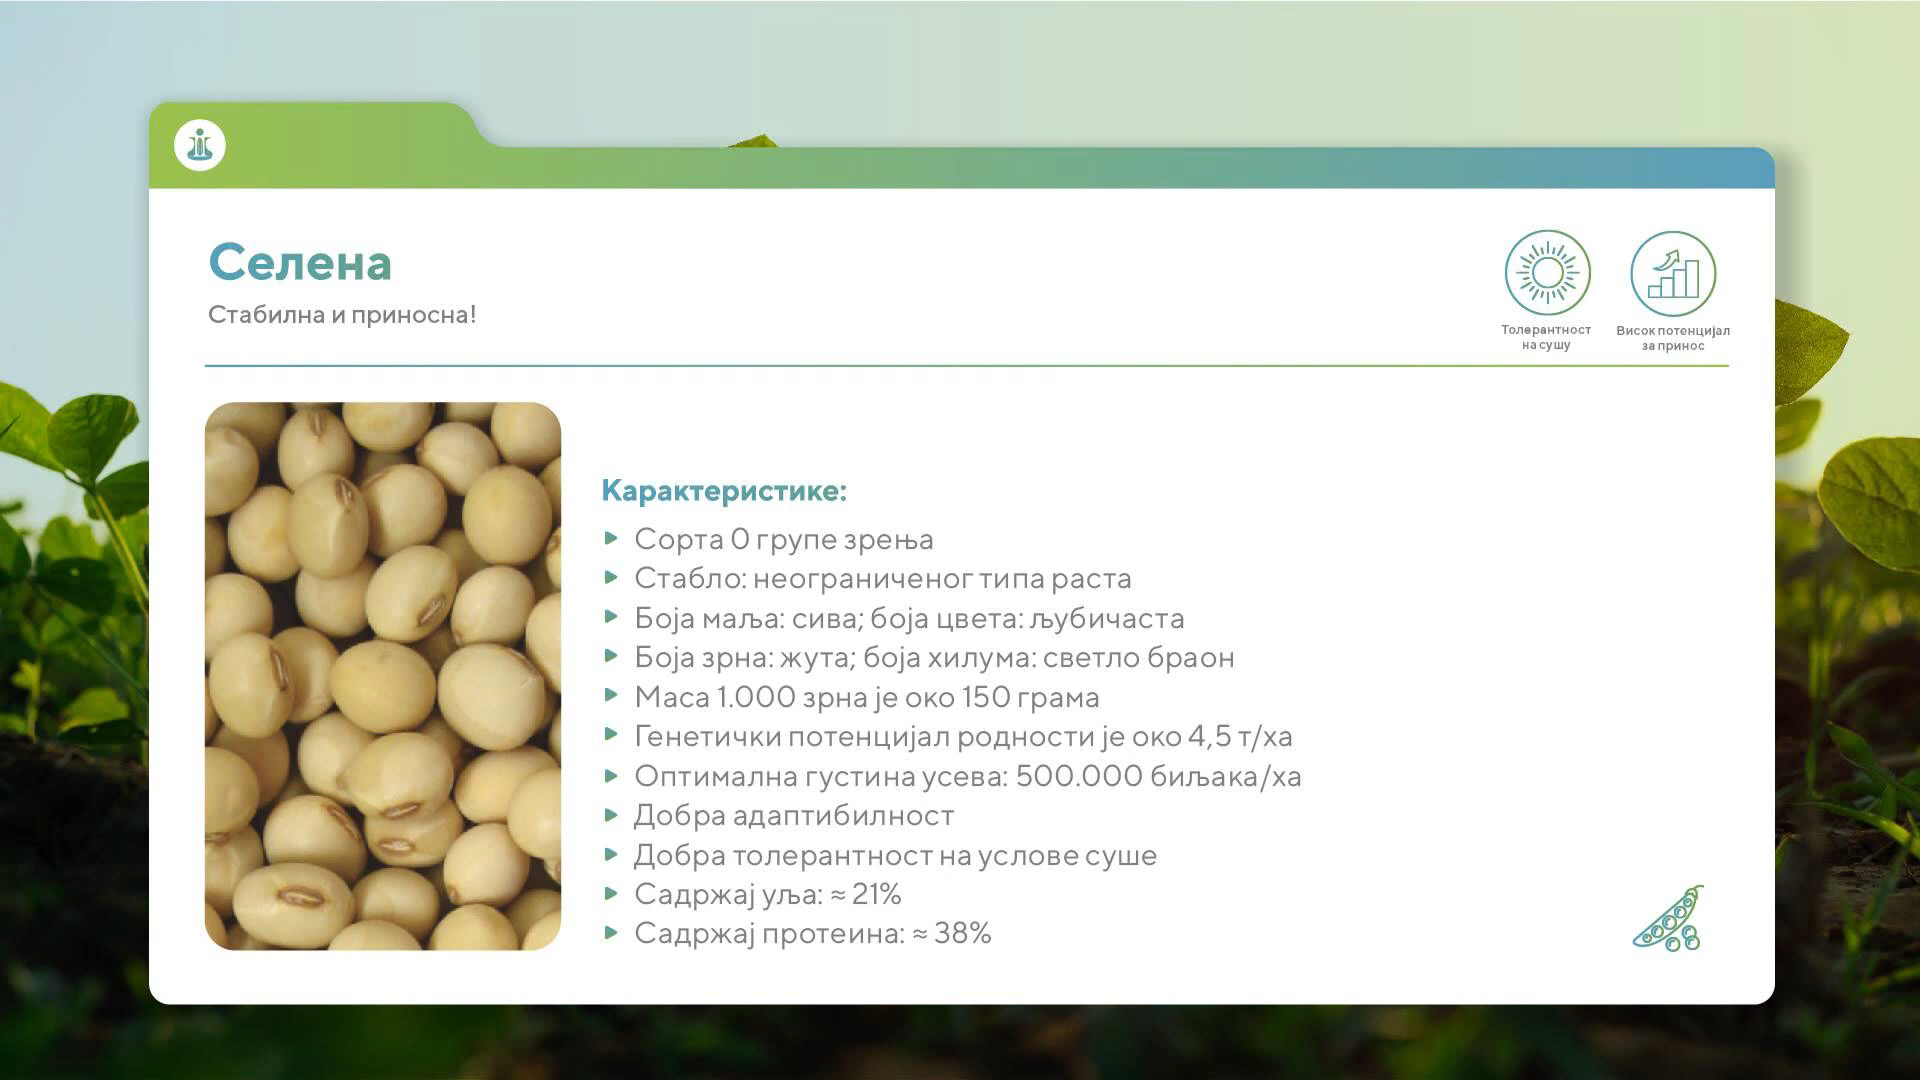 Селена
Стабилна и приносна!
Толерантност
на сушу
Висок потенцијал
за принос
Карактеристике:
Сорта 0 групе зрења
Стабло: неограниченог типа раста
Боја маља: сива; боја цвета: љубичаста
Боја зрна: жута; боја хилума: светло браон
Маса 1.000 зрна је око 150 грама
Генетички потенцијал родности је око 4,5 т/ха
Оптимална густина усева: 500.000 биљака/ха
Добра адаптибилност
Добра толерантност на услове суше
Садржај уља: ≈ 21%
Садржај протеина: ≈ 38%